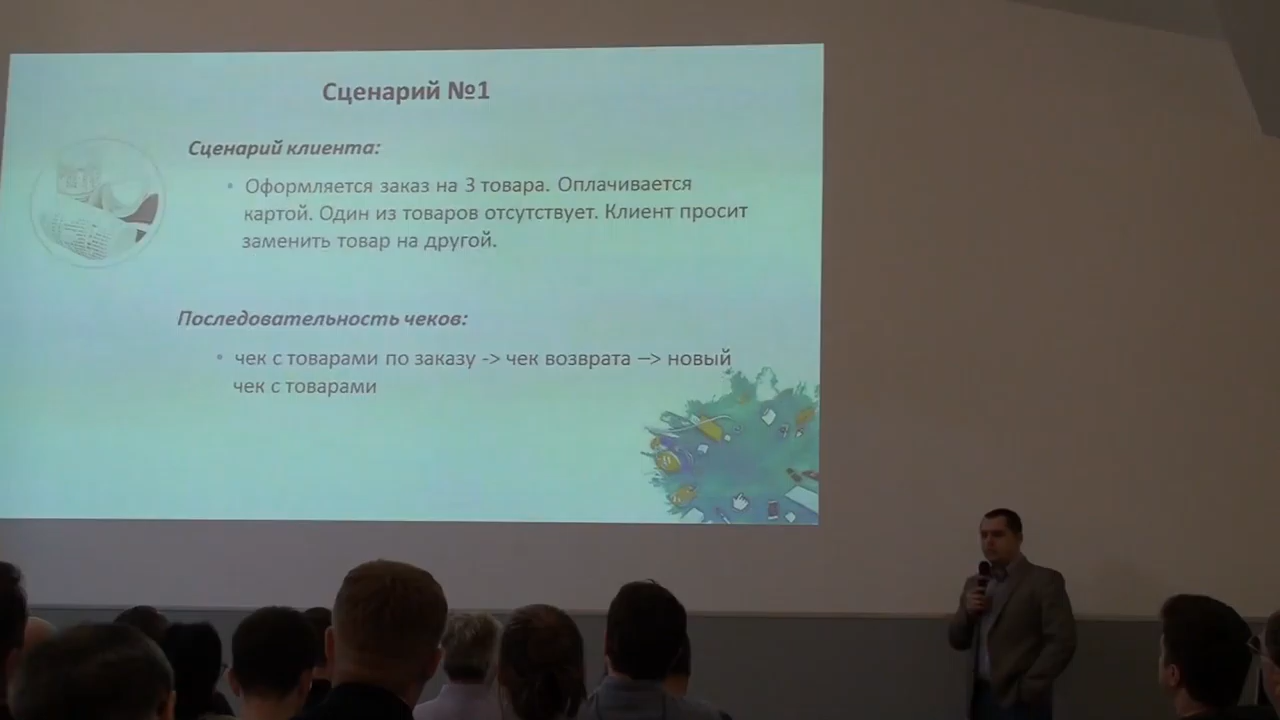 Сценарий №1
Сценарий клиента:
• Оформляется заказ на 3 товара. Оплачивается
картой. Один из товаров отсутствует. Клиент просит
заменить товар на другой.
Последовательность чеков:
• чек с товарами по заказу -> чек возврата –> новый
чек с товарами